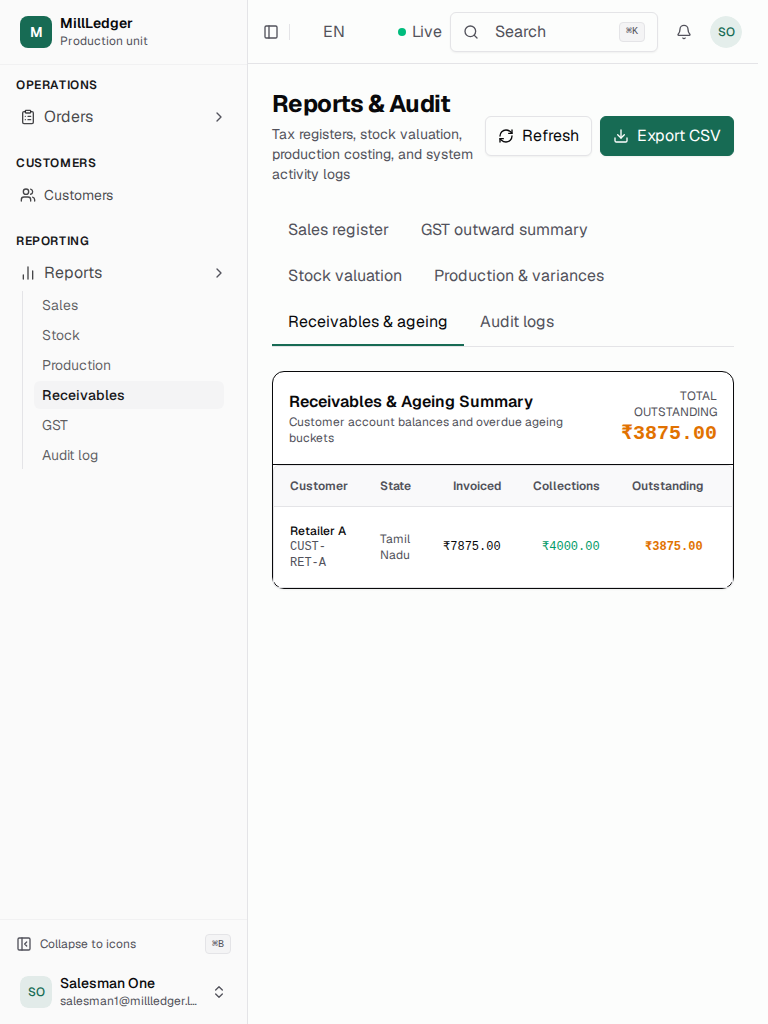 M
MillLedger
Production unit
OPERATIONS
Orders
CUSTOMERS
Customers
REPORTING
Reports
Sales
Stock
Production
Receivables
GST
Audit log
Collapse to icons
⌘B
SO
Salesman One
salesman1@millledger.l...
EN
Live
Search
⌘K
SO
Reports & Audit
Tax registers, stock valuation,
production costing, and system
activity logs
Refresh
Export CSV
Sales register GST outward summary
Stock valuation Production & variances
Receivables & ageing Audit logs
Receivables & Ageing Summary
Customer account balances and overdue ageing
buckets
TOTAL
OUTSTANDING
₹3875.00
Customer State Invoiced Collections Outstanding
Retailer A
CUST-
RET-A
Tamil
Nadu
₹7875.00 ₹4000.00 ₹3875.00